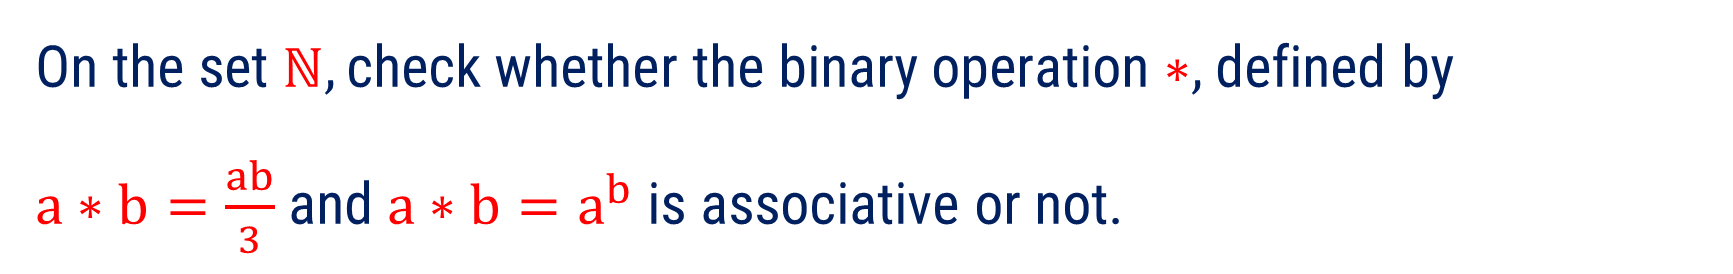 On the set ℕ, check whether the binary operation ∗, defined by
a ∗ b = ab/3 and a ∗ b = a^b is associative or not.